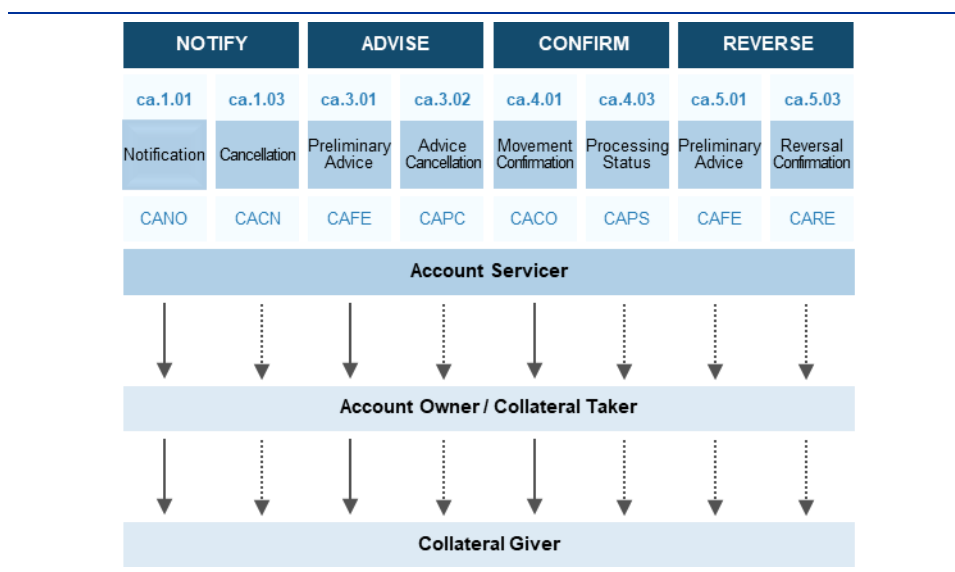 NOTIFY ADVISE CONFIRM REVERSE
ca.1.01 ca.1.03 ca.3.01 ca.3.02 ca.4.01 ca.4.03 ca.5.01 ca.5.03
Notification Cancellation Preliminary Advice Advice Cancellation Movement Confirmation Processing Status Preliminary Advice Reversal Confirmation
CANO CACN CAFE CAPC CACO CAPS CAFE CARE
Account Servicer
Account Owner / Collateral Taker
Collateral Giver